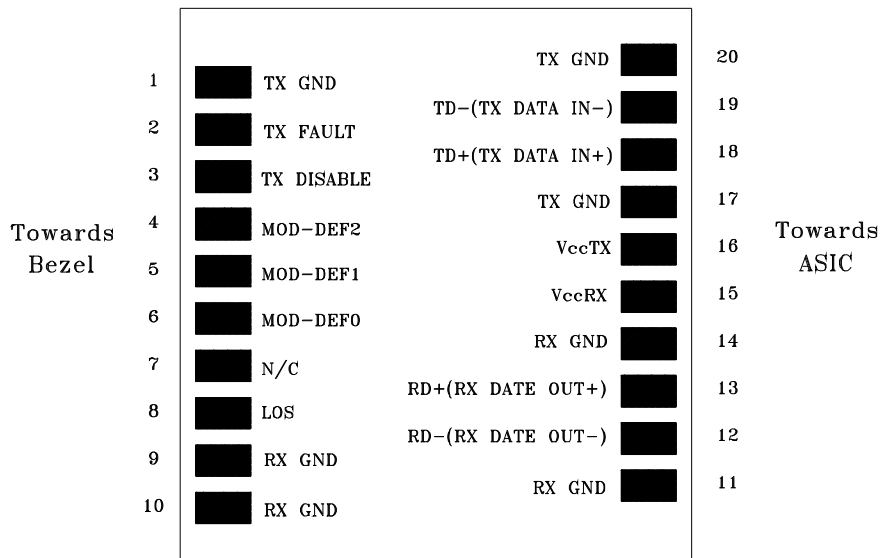 1 TX GND
2 TX FAULT
3 TX DISABLE
4 MOD-DEF2
5 MOD-DEF1
6 MOD-DEF0
7 N/C
8 LOS
9 RX GND
10 RX GND
Towards
Bezel
TX GND 20
TD-(TX DATA IN-) 19
TD+(TX DATA IN+) 18
TX GND 17
VccTX 16
VccRX 15
RX GND 14
RD+(RX DATE OUT+) 13
RD-(RX DATE OUT-) 12
RX GND 11
Towards
ASIC